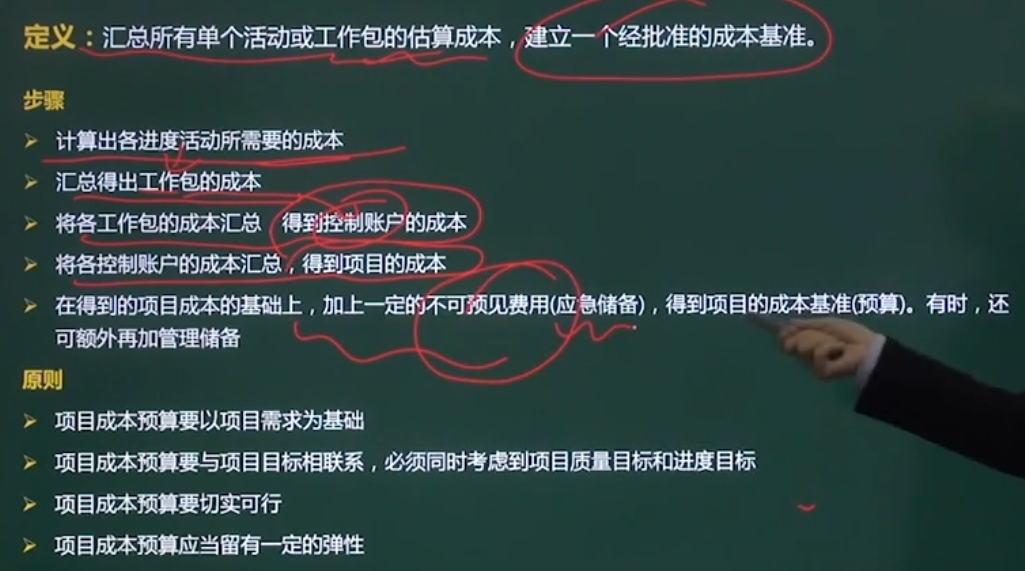 定义：汇总所有单个活动或工作包的估算成本，建立一个经批准的成本基准。
步骤
➢ 计算出各进度活动所需要的成本
➢ 汇总得出工作包的成本
➢ 将各工作包的成本汇总 得到控制账户的成本
➢ 将各控制账户的成本汇总，得到项目的成本
➢ 在得到的项目成本的基础上，加上一定的不可预见费用(应急储备)，得到项目的成本基准(预算)。有时，还
可额外再加管理储备
原则
➢ 项目成本预算要以项目需求为基础
➢ 项目成本预算要与项目目标相联系，必须同时考虑到项目质量目标和进度目标
➢ 项目成本预算要切实可行
➢ 项目成本预算应当留有一定的弹性